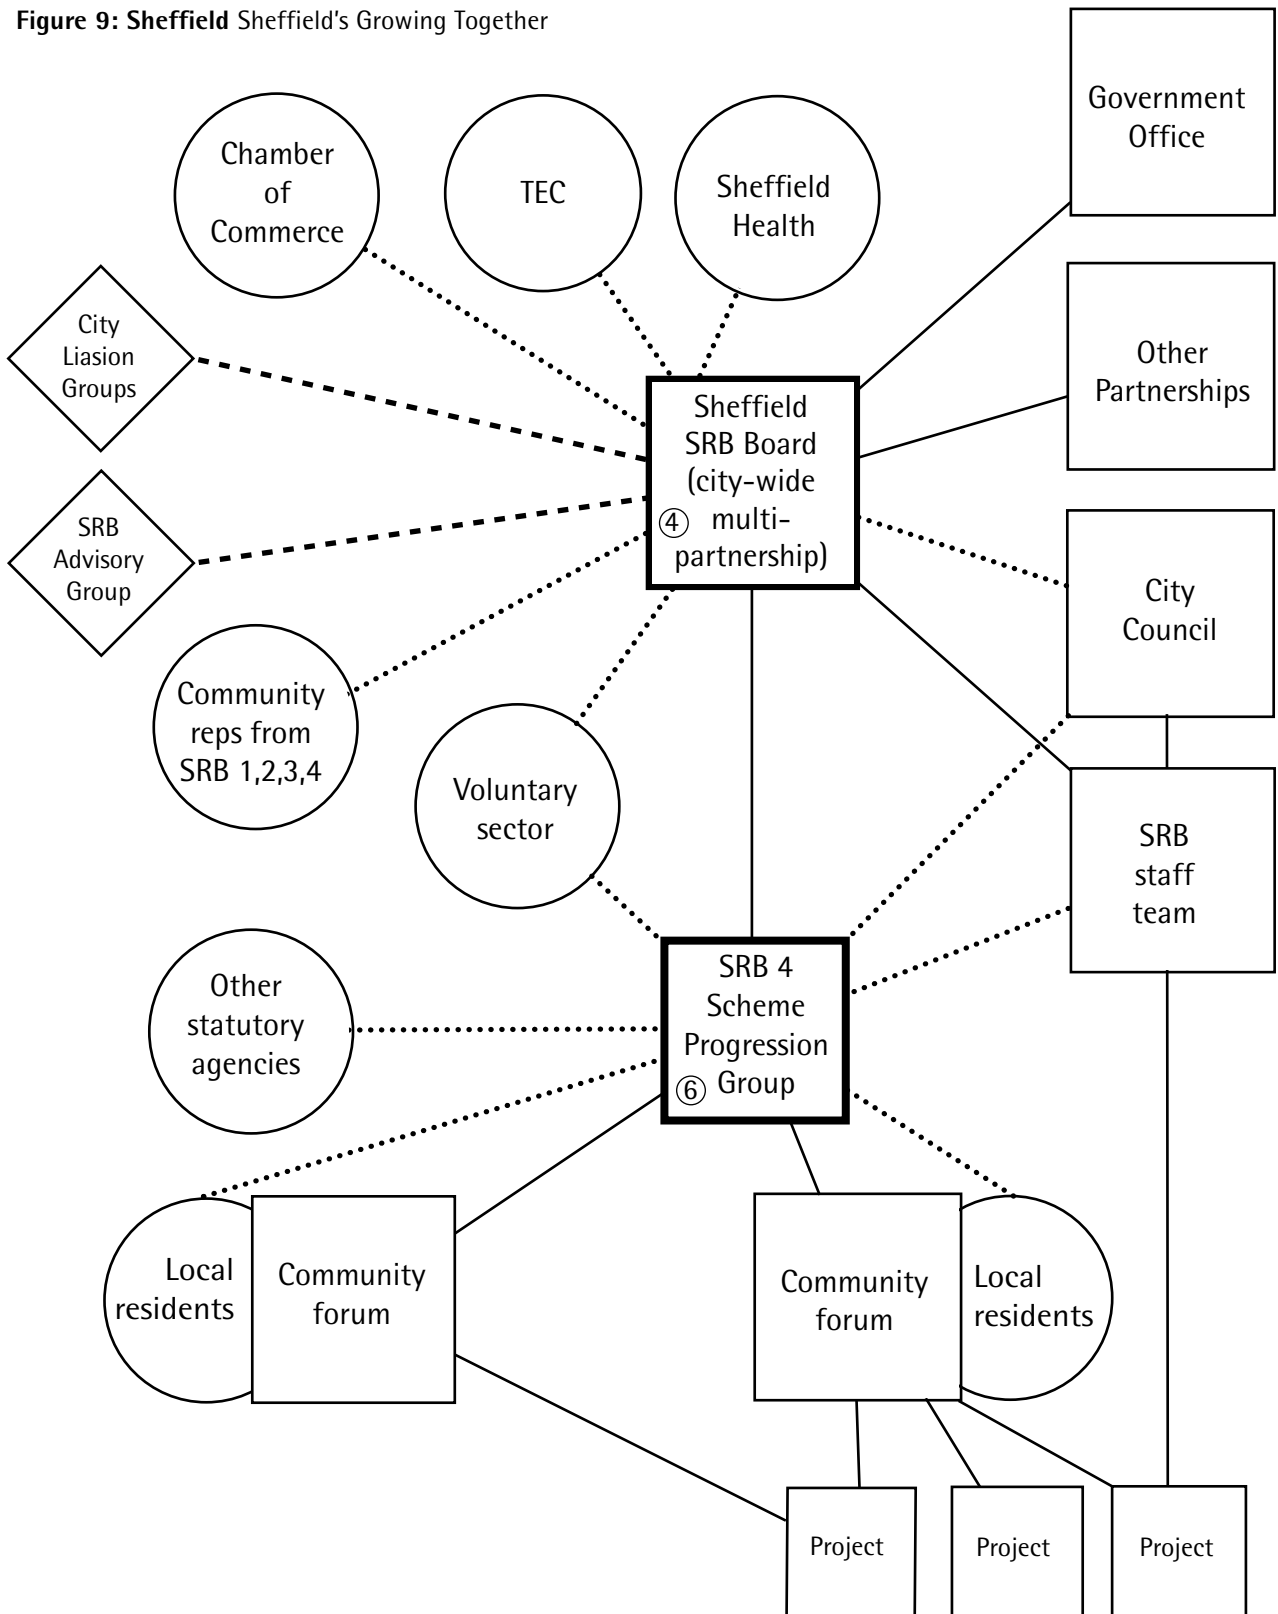 Figure 9: Sheffield Sheffield's Growing Together
Government
Office
Chamber
of
Commerce
TEC
Sheffield
Health
City
Liasion
Groups
Other
Partnerships
Sheffield
SRB Board
(city-wide
④ multi-
partnership)
SRB
Advisory
Group
City
Council
Community
reps from
SRB 1,2,3,4
Voluntary
sector
SRB
staff
team
Other
statutory
agencies
SRB 4
Scheme
Progression
⑥ Group
Local
residents
Community
forum
Community
forum
Local
residents
Project
Project
Project